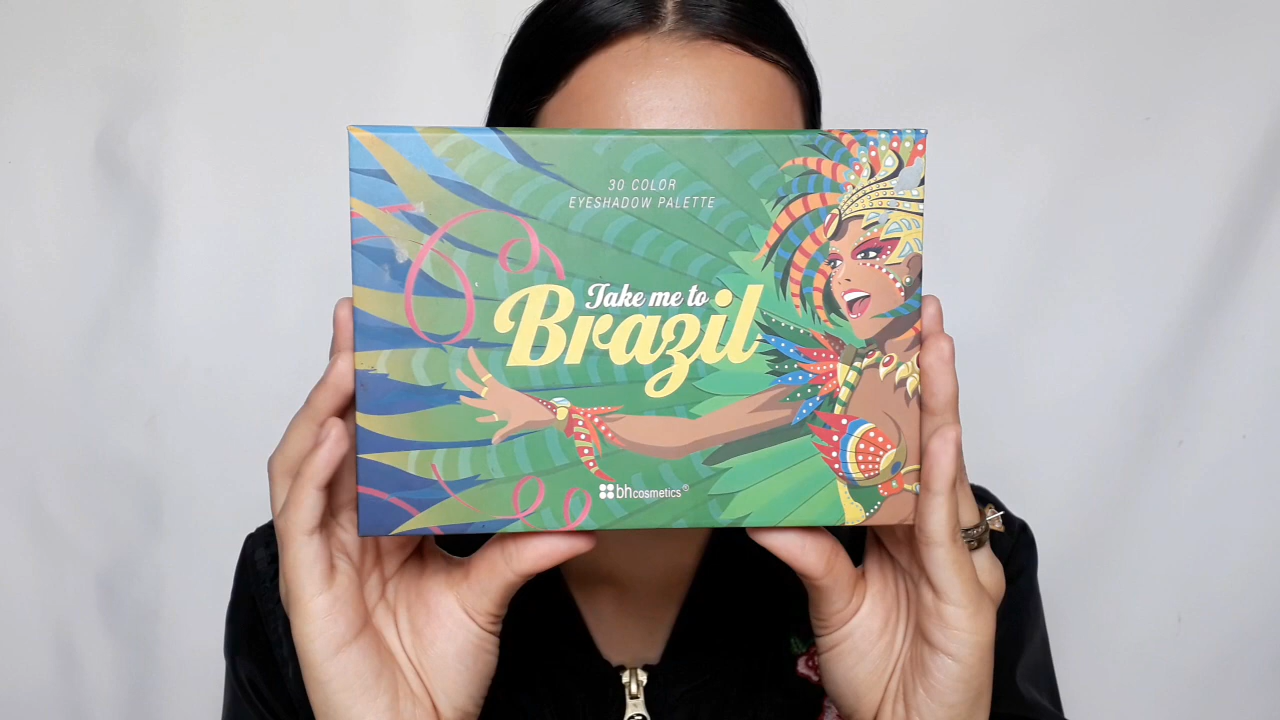 30 COLOR
EYESHADOW PALETTE
Take me to
Brazil
bhcosmetics®